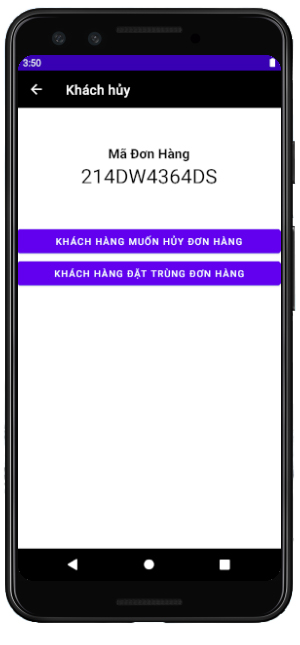 3:50
Khách hủy
Mã Đơn Hàng
214DW4364DS
KHÁCH HÀNG MUỐN HỦY ĐƠN HÀNG
KHÁCH HÀNG ĐẶT TRÙNG ĐƠN HÀNG